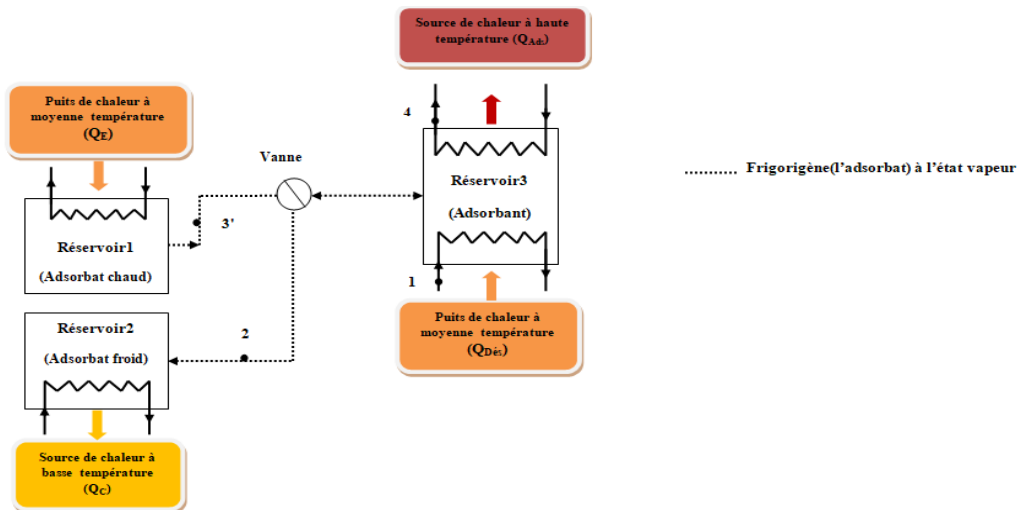 Source de chaleur à haute
température (QAds)
Puits de chaleur à
moyenne température
(QE)
4
Vanne
Réservoir3
(Adsorbant)
Frigorigène(l'adsorbat) à l'état vapeur
3'
Réservoir1
(Adsorbat chaud)
1
Réservoir2
(Adsorbat froid)
2
Puits de chaleur à
moyenne température
(QDés)
Source de chaleur à
basse température
(QC)